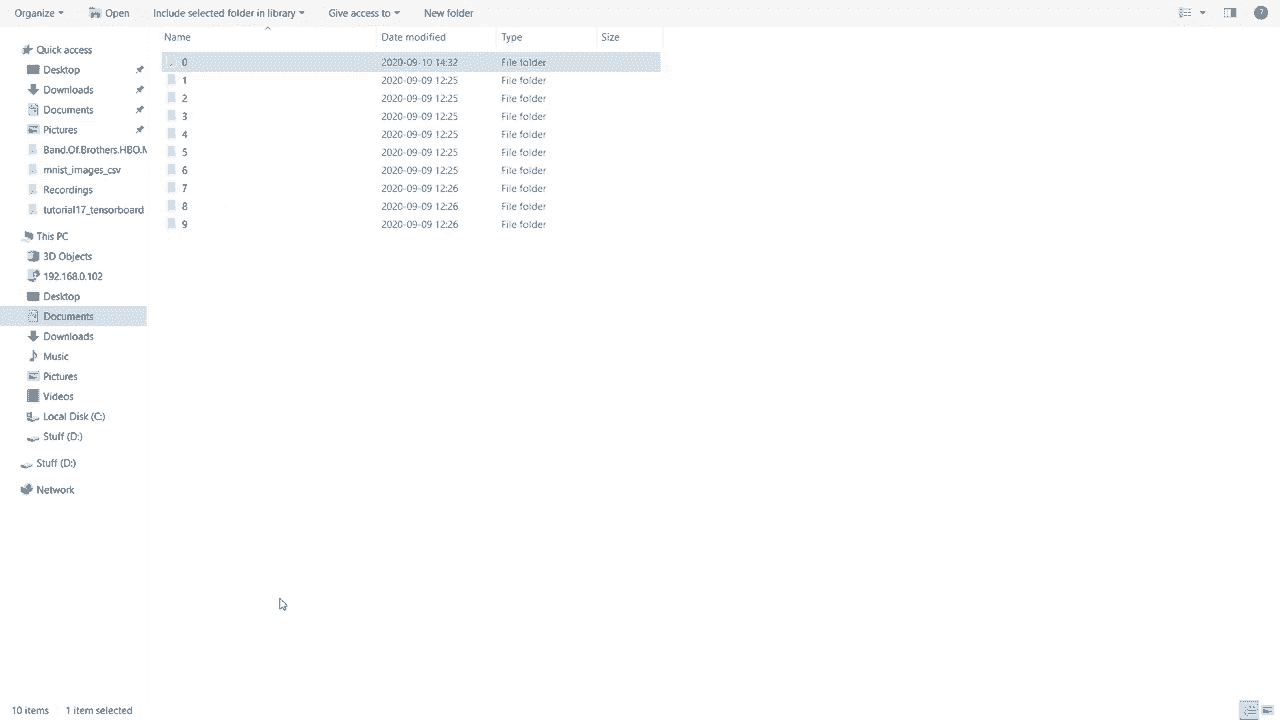 Organize Open Include selected folder in library Give access to New folder
Name Date modified Type Size
Quick access
Desktop
Downloads
Documents
Pictures
Band.Of.Brothers.HBO.M
mnist_images_csv
Recordings
tutorial17_tensorboard
This PC
3D Objects
192.168.0.102
Desktop
Documents
Downloads
Music
Pictures
Videos
Local Disk (C:)
Stuff (D:)
Stuff (D:)
Network
0 2020-09-10 14:32 File folder
1 2020-09-09 12:25 File folder
2 2020-09-09 12:25 File folder
3 2020-09-09 12:25 File folder
4 2020-09-09 12:25 File folder
5 2020-09-09 12:25 File folder
6 2020-09-09 12:25 File folder
7 2020-09-09 12:26 File folder
8 2020-09-09 12:26 File folder
9 2020-09-09 12:26 File folder
10 items 1 item selected